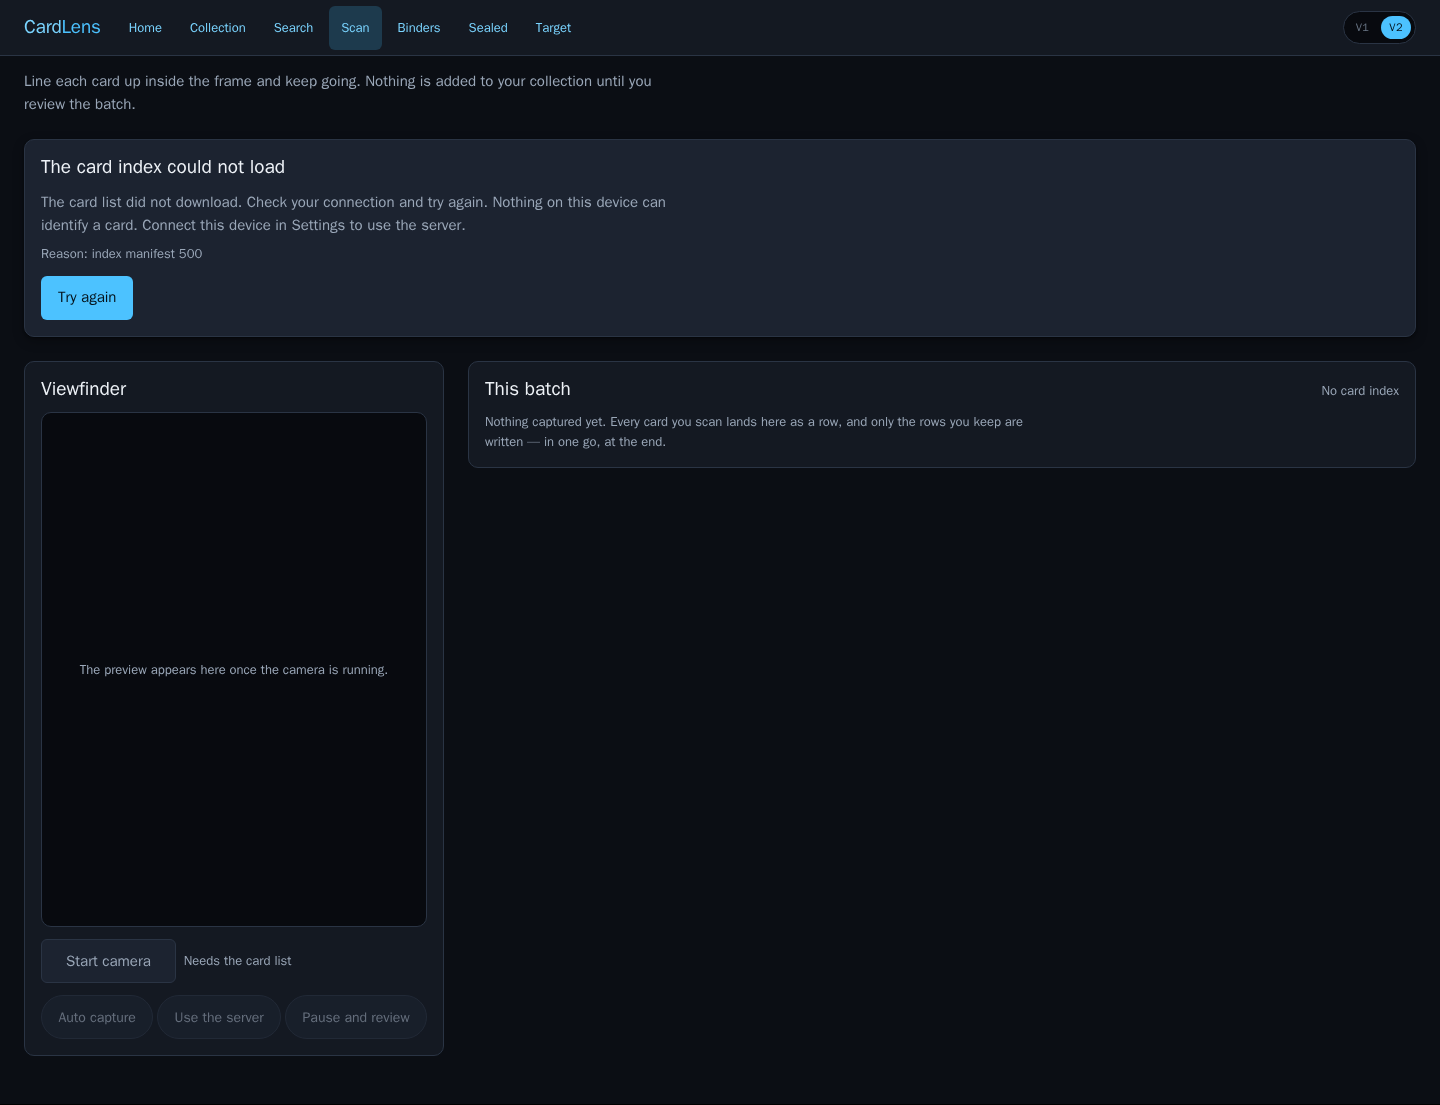 CardLens Home Collection Search Scan Binders Sealed Target V1 V2
Line each card up inside the frame and keep going. Nothing is added to your collection until you
review the batch.
The card index could not load
The card list did not download. Check your connection and try again. Nothing on this device can
identify a card. Connect this device in Settings to use the server.
Reason: index manifest 500
Try again
Viewfinder
The preview appears here once the camera is running.
Start camera Needs the card list
Auto capture Use the server Pause and review
This batch No card index
Nothing captured yet. Every card you scan lands here as a row, and only the rows you keep are
written — in one go, at the end.